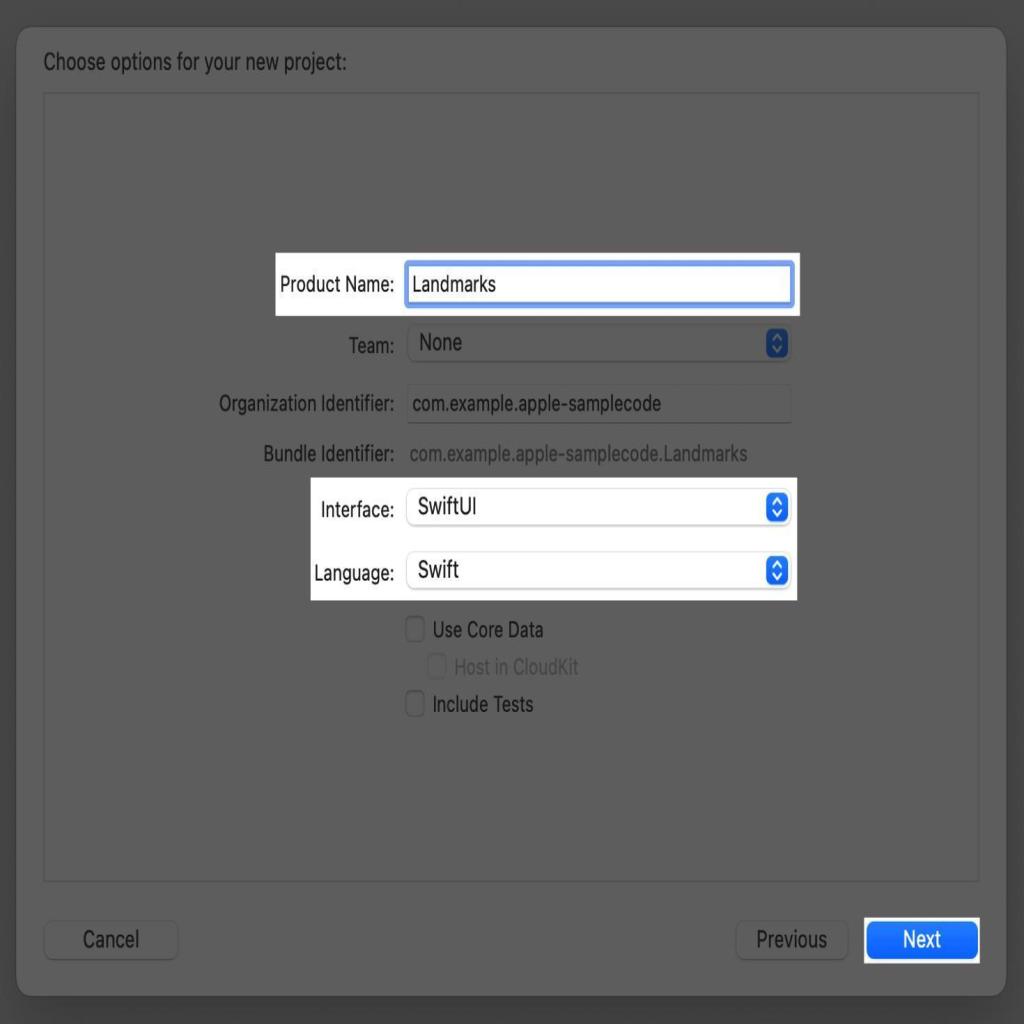 Choose options for your new project:
Product Name: Landmarks
Team: None
Organization Identifier: com.example.apple-samplecode
Bundle Identifier: com.example.apple-samplecode.Landmarks
Interface: SwiftUI
Language: Swift
Use Core Data
Host in CloudKit
Include Tests
Cancel Previous Next